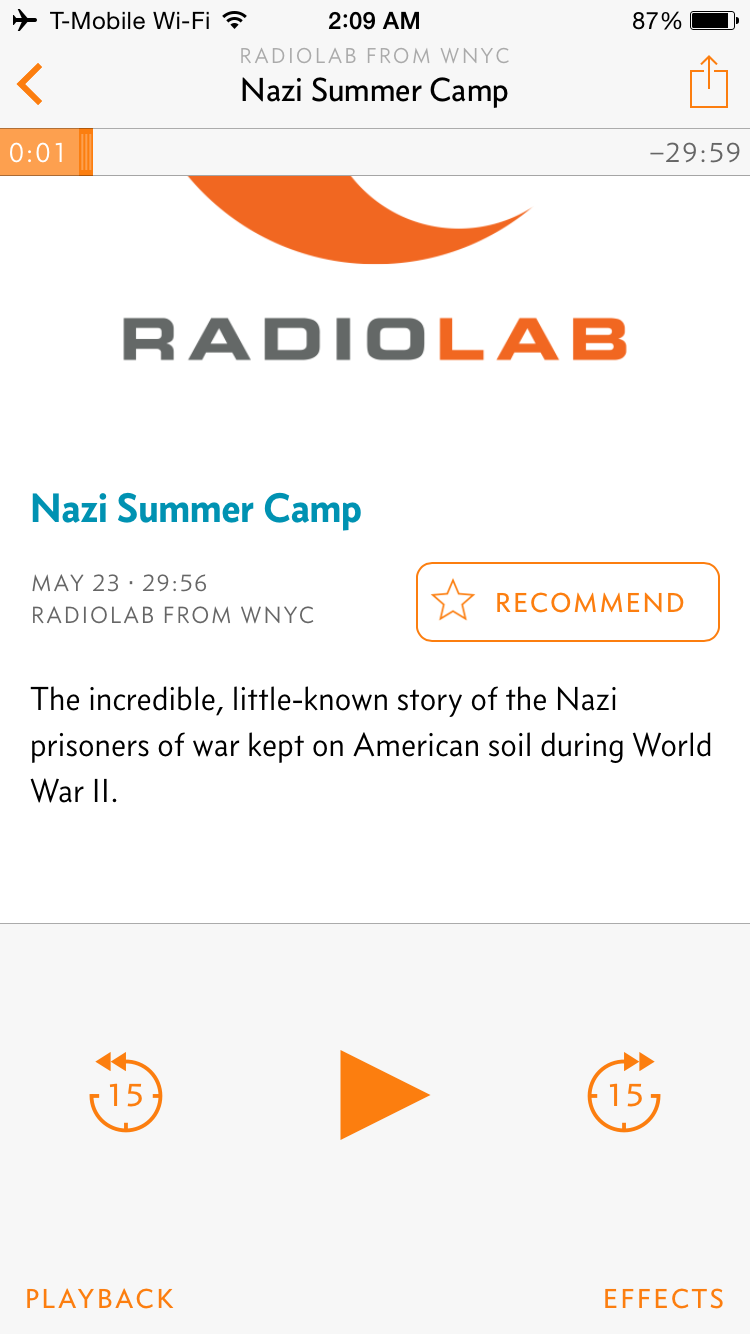 T-Mobile Wi-Fi 2:09 AM 87%
RADIOLAB FROM WNYC
Nazi Summer Camp
0:01 –29:59
RADIOLAB
Nazi Summer Camp
MAY 23 · 29:56
RADIOLAB FROM WNYC
RECOMMEND
The incredible, little-known story of the Nazi
prisoners of war kept on American soil during World
War II.
15 15
PLAYBACK EFFECTS